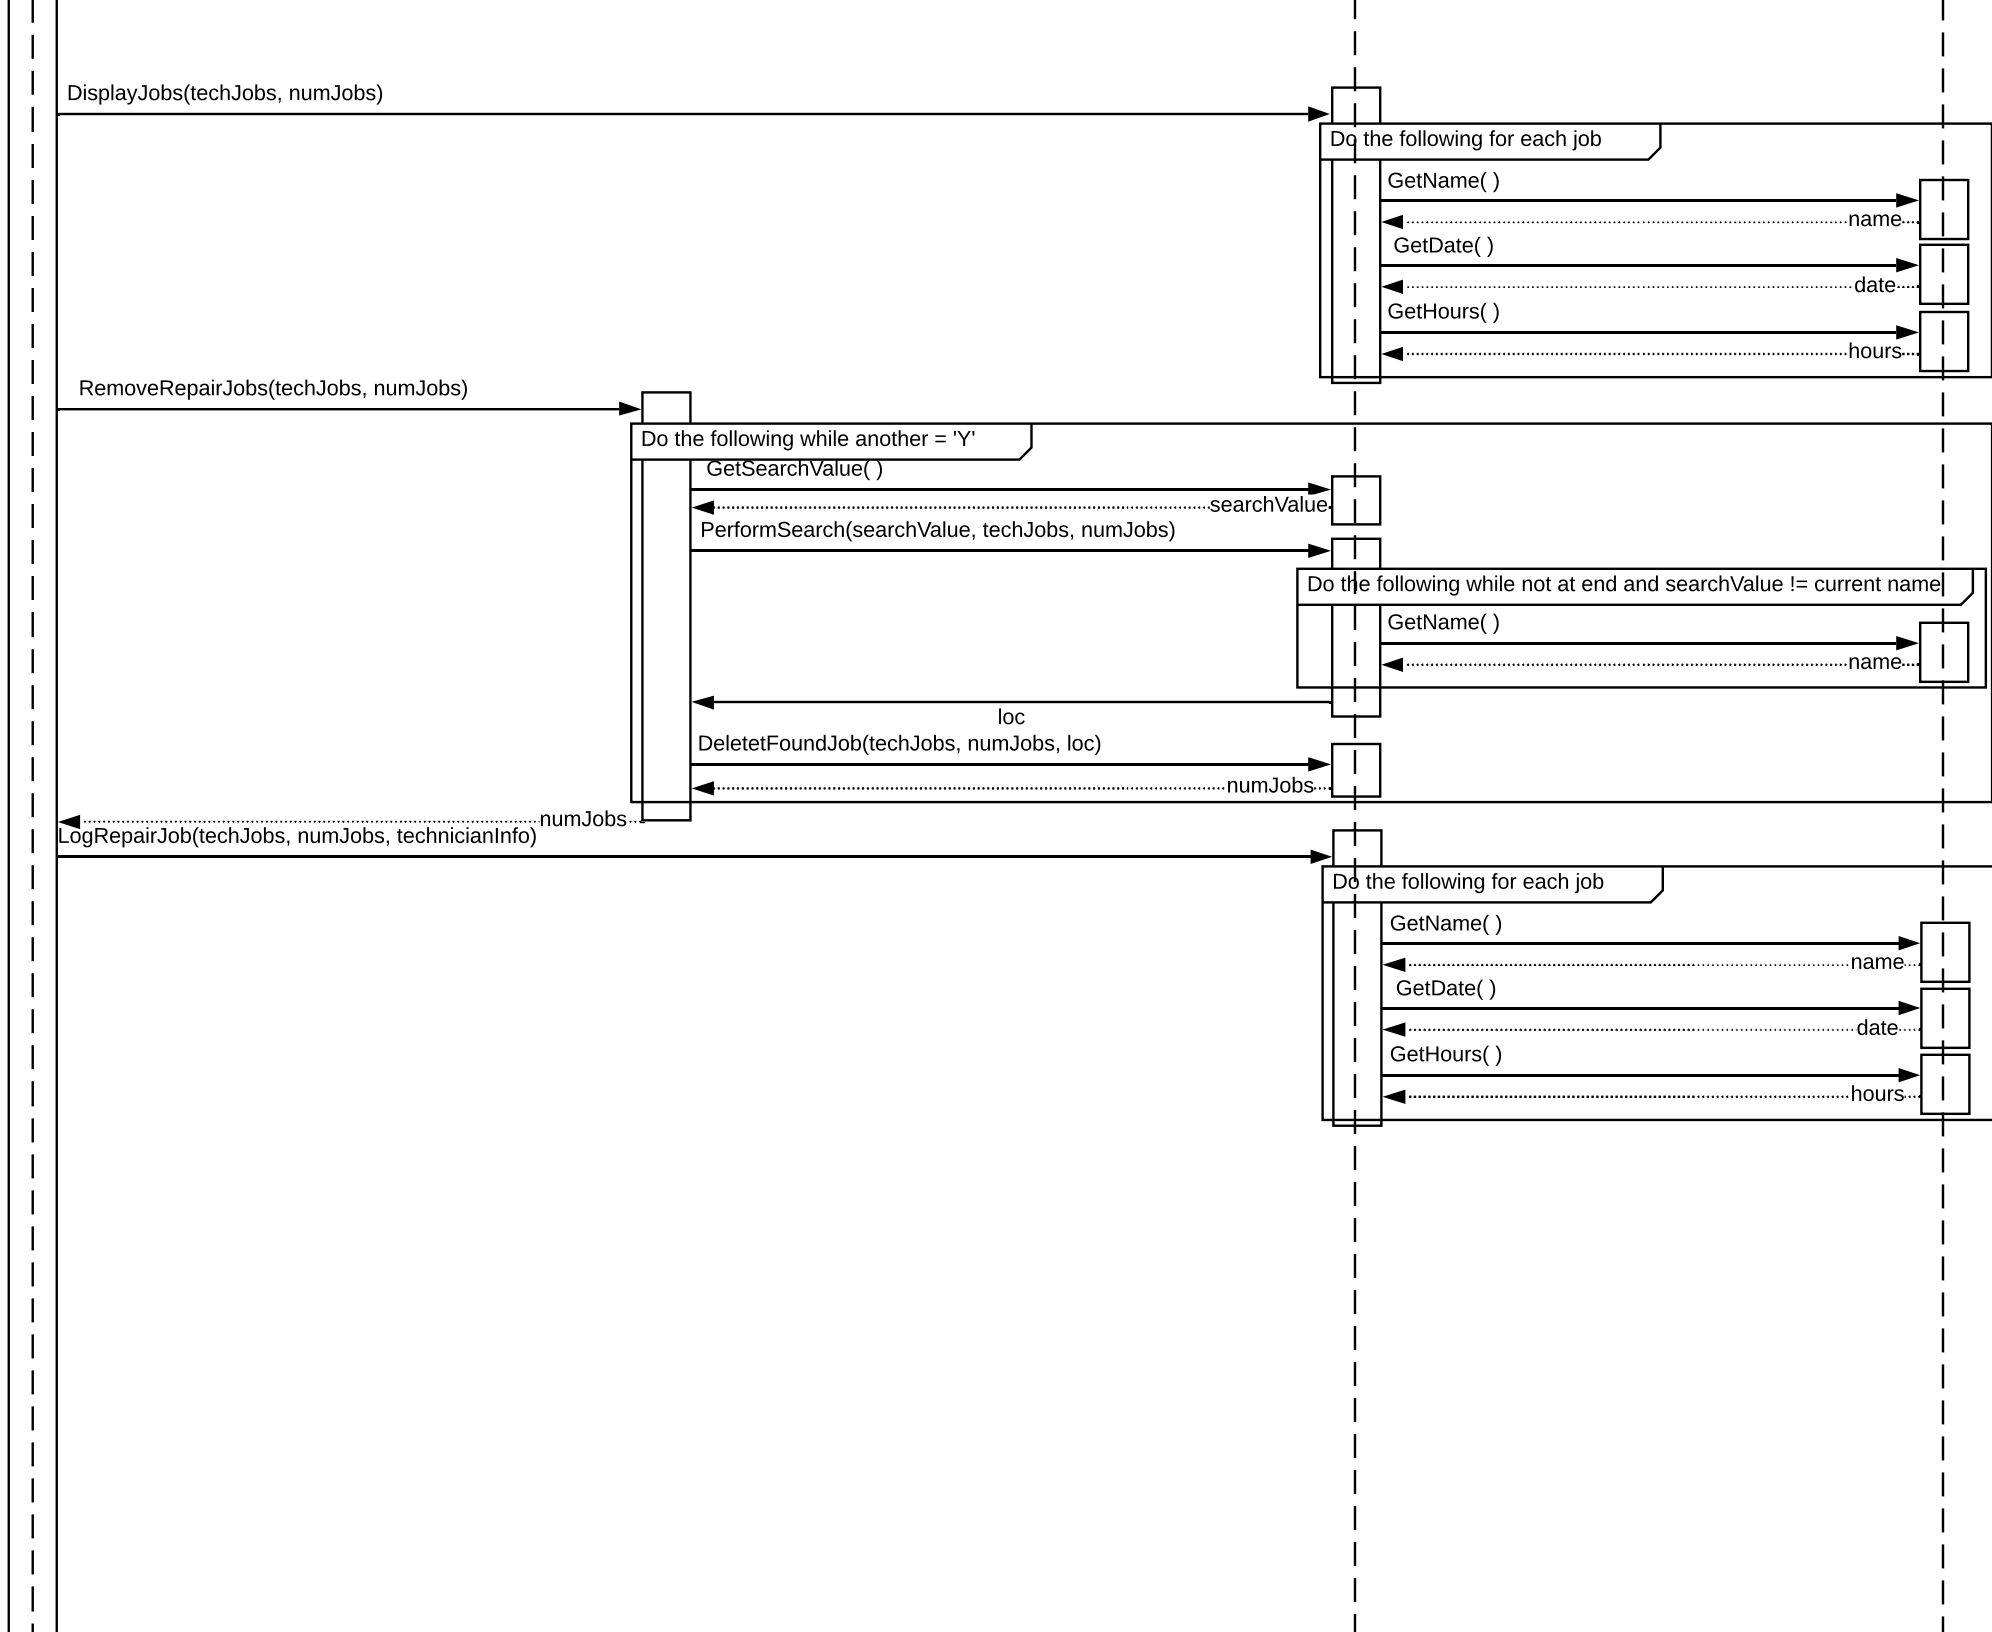 DisplayJobs(techJobs, numJobs)
Do the following for each job
GetName( )
name
GetDate( )
date
GetHours( )
hours
RemoveRepairJobs(techJobs, numJobs)
Do the following while another = 'Y'
GetSearchValue( )
searchValue
PerformSearch(searchValue, techJobs, numJobs)
Do the following while not at end and searchValue != current name
GetName( )
name
loc
DeletetFoundJob(techJobs, numJobs, loc)
numJobs
numJobs
LogRepairJob(techJobs, numJobs, technicianInfo)
Do the following for each job
GetName( )
name
GetDate( )
date
GetHours( )
hours